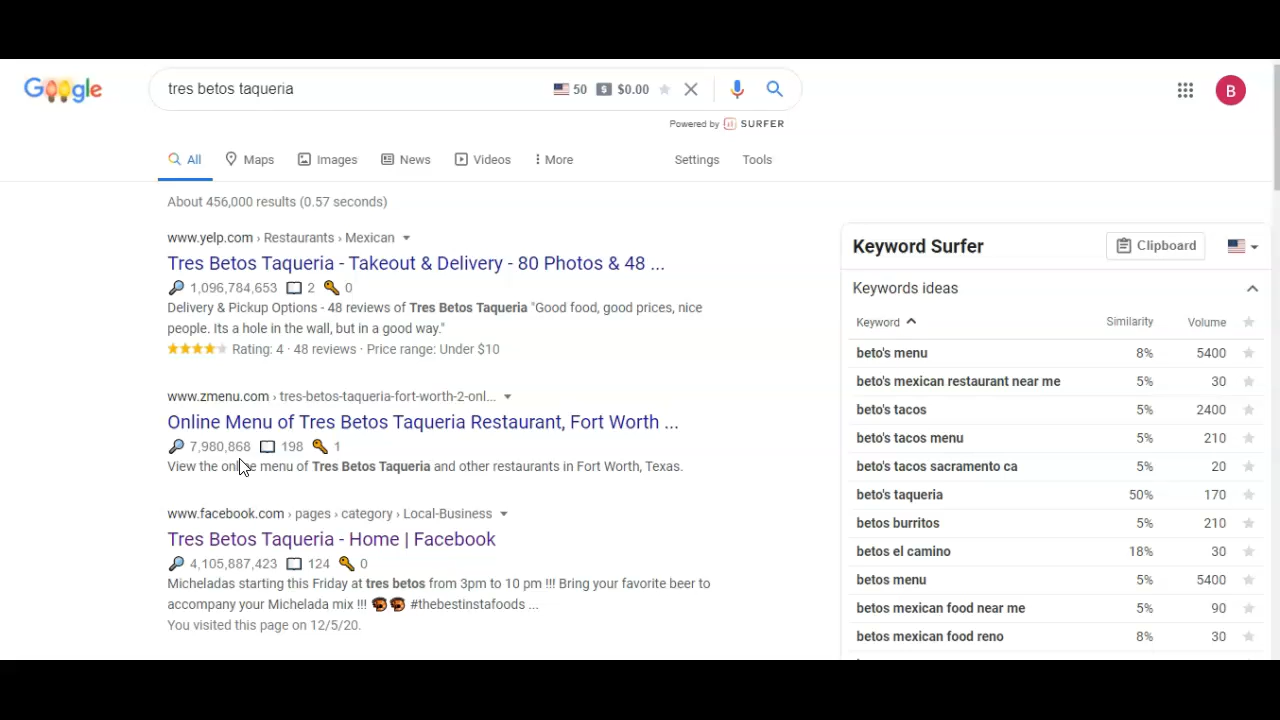 Google
tres betos taqueria
50 $ $0.00
Powered by SURFER
All Maps Images News Videos More Settings Tools
About 456,000 results (0.57 seconds)
www.yelp.com › Restaurants › Mexican
Tres Betos Taqueria - Takeout & Delivery - 80 Photos & 48 ...
1,096,784,653 2 0
Delivery & Pickup Options - 48 reviews of Tres Betos Taqueria "Good food, good prices, nice
people. Its a hole in the wall, but in a good way."
Rating: 4 · 48 reviews · Price range: Under $10
www.zmenu.com › tres-betos-taqueria-fort-worth-2-onl...
Online Menu of Tres Betos Taqueria Restaurant, Fort Worth ...
7,980,868 198 1
View the online menu of Tres Betos Taqueria and other restaurants in Fort Worth, Texas.
www.facebook.com › pages › category › Local-Business
Tres Betos Taqueria - Home | Facebook
4,105,887,423 124 0
Micheladas starting this Friday at tres betos from 3pm to 10 pm !!! Bring your favorite beer to
accompany your Michelada mix !!! #thebestinstafoods ...
You visited this page on 12/5/20.
B
Keyword Surfer Clipboard
Keywords ideas
Keyword Similarity Volume
beto's menu 8% 5400
beto's mexican restaurant near me 5% 30
beto's tacos 5% 2400
beto's tacos menu 5% 210
beto's tacos sacramento ca 5% 20
beto's taqueria 50% 170
betos burritos 5% 210
betos el camino 18% 30
betos menu 5% 5400
betos mexican food near me 5% 90
betos mexican food reno 8% 30